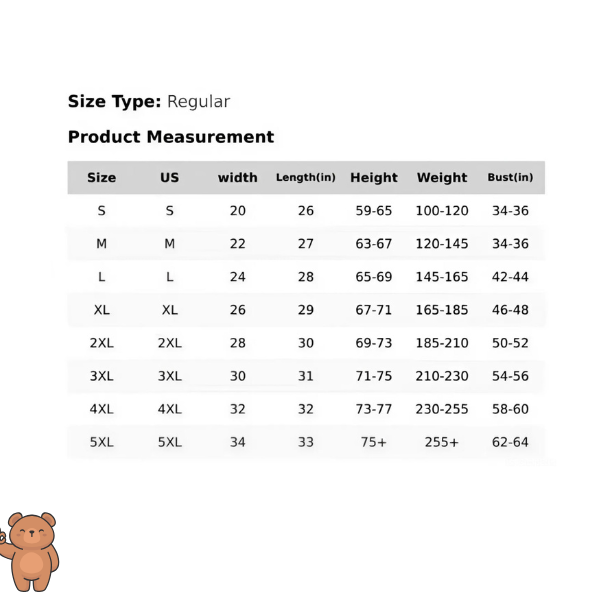 Size Type: Regular
Product Measurement
Size US width Length(in) Height Weight Bust(in)
S S 20 26 59-65 100-120 34-36
M M 22 27 63-67 120-145 34-36
L L 24 28 65-69 145-165 42-44
XL XL 26 29 67-71 165-185 46-48
2XL 2XL 28 30 69-73 185-210 50-52
3XL 3XL 30 31 71-75 210-230 54-56
4XL 4XL 32 32 73-77 230-255 58-60
5XL 5XL 34 33 75+ 255+ 62-64